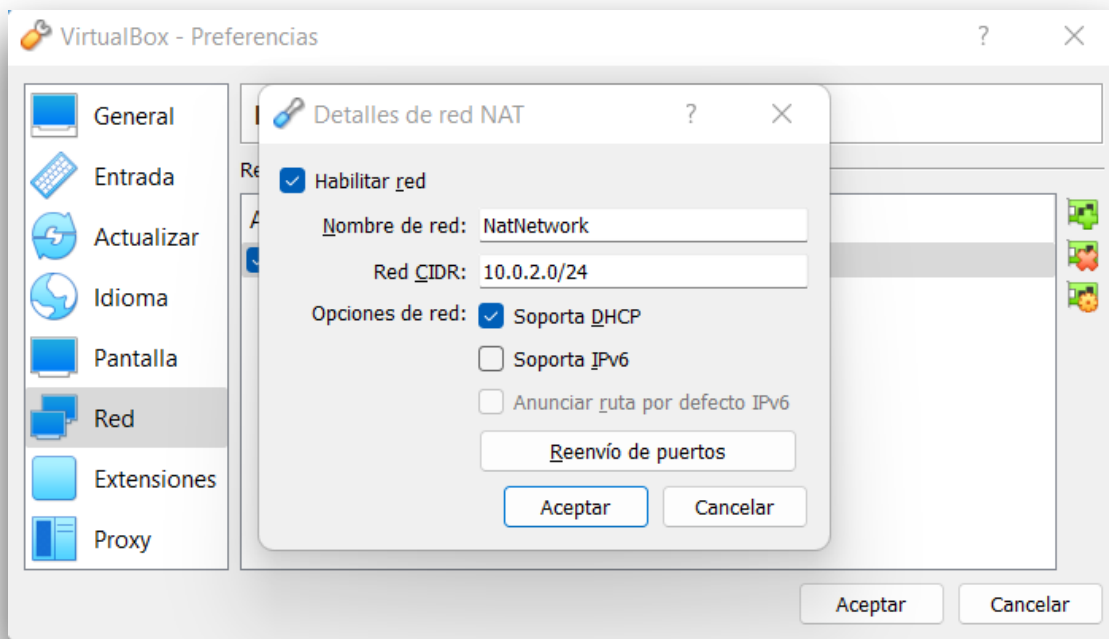 VirtualBox - Preferencias
?
General
Entrada
Actualizar
Idioma
Pantalla
Red
Extensiones
Proxy
Detalles de red NAT
?
Habilitar red
Nombre de red: NatNetwork
Red CIDR: 10.0.2.0/24
Opciones de red: Soporta DHCP
Soporta IPv6
Anunciar ruta por defecto IPv6
Reenvío de puertos
Aceptar Cancelar
Aceptar Cancelar